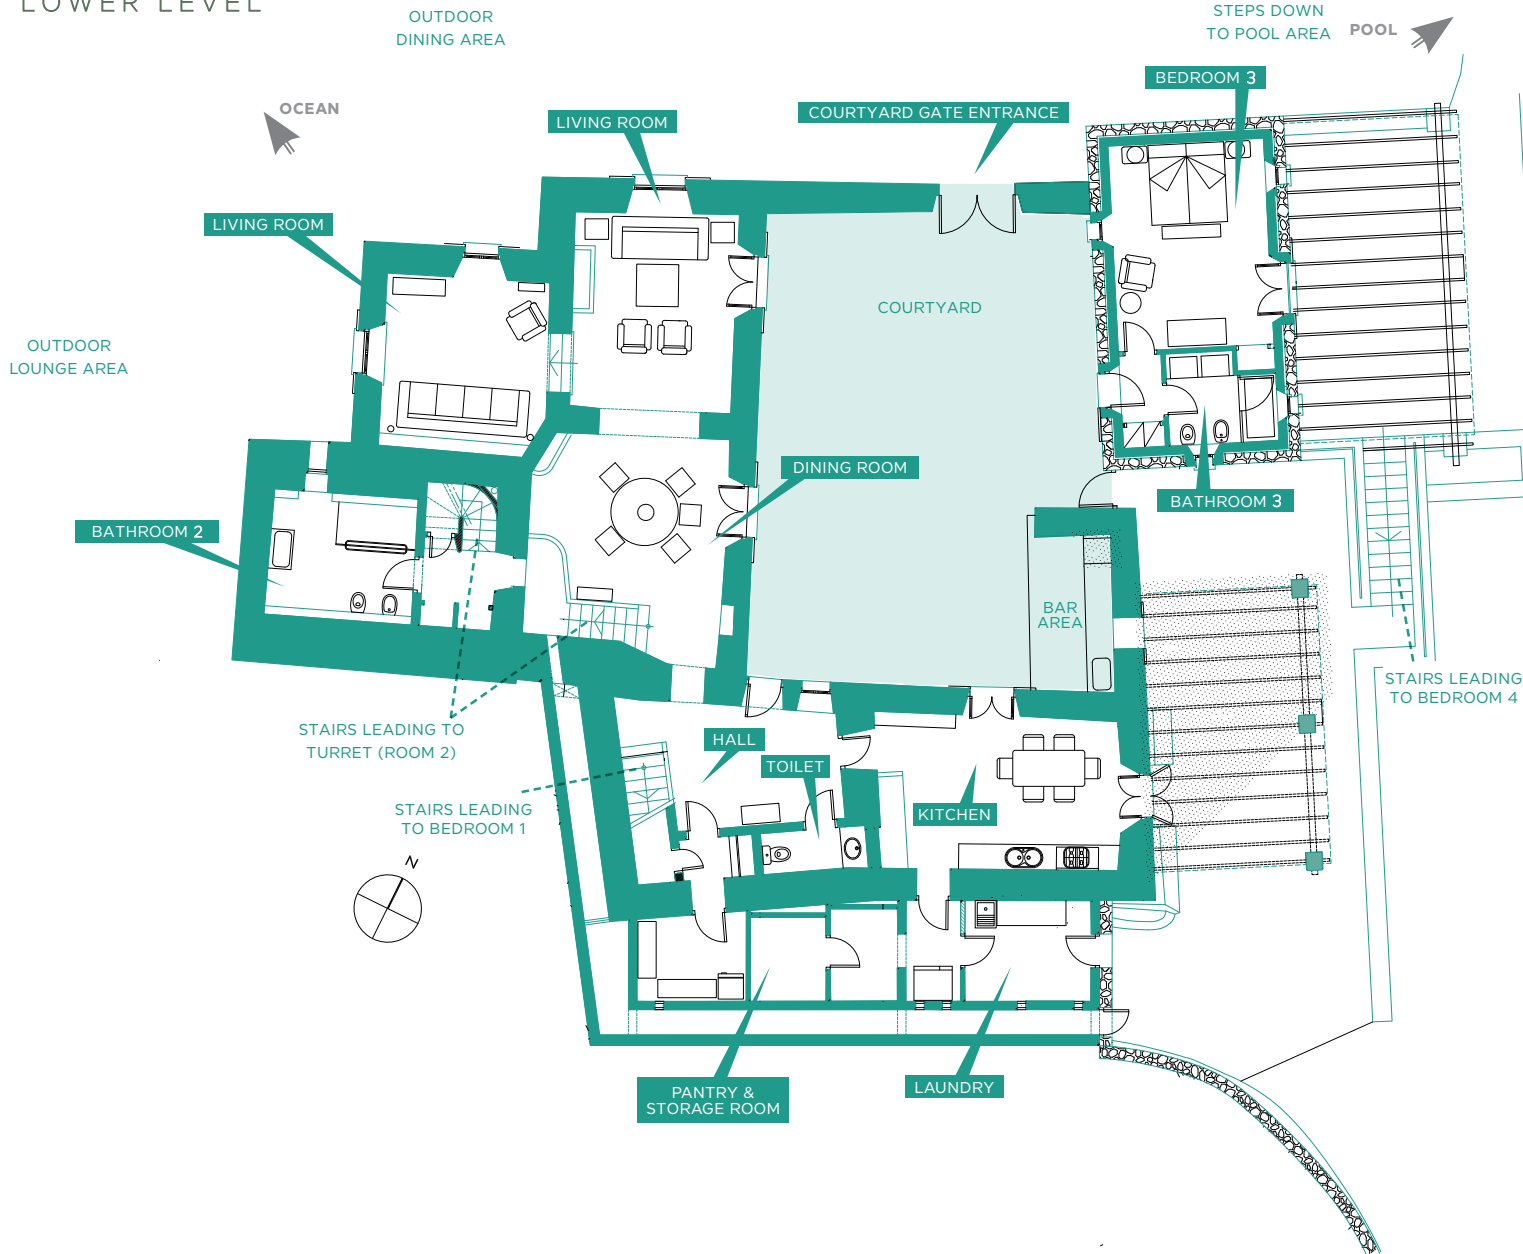 LOWER LEVEL
OUTDOOR
DINING AREA
STEPS DOWN
TO POOL AREA
POOL
BEDROOM 3
OCEAN
LIVING ROOM
COURTYARD GATE ENTRANCE
LIVING ROOM
COURTYARD
OUTDOOR
LOUNGE AREA
DINING ROOM
BATHROOM 3
BATHROOM 2
BAR
AREA
STAIRS LEADING
TO BEDROOM 4
STAIRS LEADING TO
TURRET (ROOM 2)
HALL
TOILET
STAIRS LEADING
TO BEDROOM 1
KITCHEN
N
PANTRY &
STORAGE ROOM
LAUNDRY